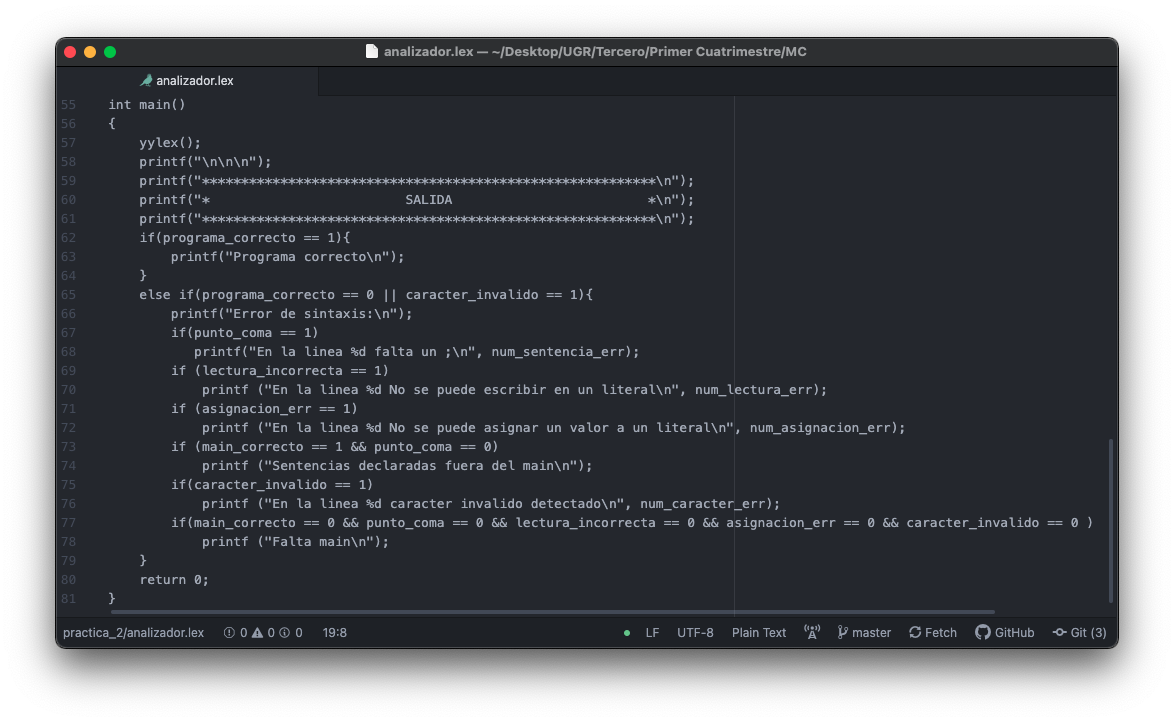 analizador.lex — ~/Desktop/UGR/Tercero/Primer Cuatrimestre/MC
analizador.lex
55 int main()
56 {
57     yylex();
58     printf("\n\n\n");
59     printf("**********************************************************\n");
60     printf("*                         SALIDA                         *\n");
61     printf("**********************************************************\n");
62     if(programa_correcto == 1){
63         printf("Programa correcto\n");
64     }
65     else if(programa_correcto == 0 || caracter_invalido == 1){
66         printf("Error de sintaxis:\n");
67         if(punto_coma == 1)
68            printf("En la linea %d falta un ;\n", num_sentencia_err);
69         if (lectura_incorrecta == 1)
70             printf ("En la linea %d No se puede escribir en un literal\n", num_lectura_err);
71         if (asignacion_err == 1)
72             printf ("En la linea %d No se puede asignar un valor a un literal\n", num_asignacion_err);
73         if (main_correcto == 1 && punto_coma == 0)
74             printf ("Sentencias declaradas fuera del main\n");
75         if(caracter_invalido == 1)
76             printf ("En la linea %d caracter invalido detectado\n", num_caracter_err);
77         if(main_correcto == 0 && punto_coma == 0 && lectura_incorrecta == 0 && asignacion_err == 0 && caracter_invalido == 0 )
78             printf ("Falta main\n");
79     }
80     return 0;
81 }
practica_2/analizador.lex 0 0 0 19:8 LF UTF-8 Plain Text master Fetch GitHub Git (3)